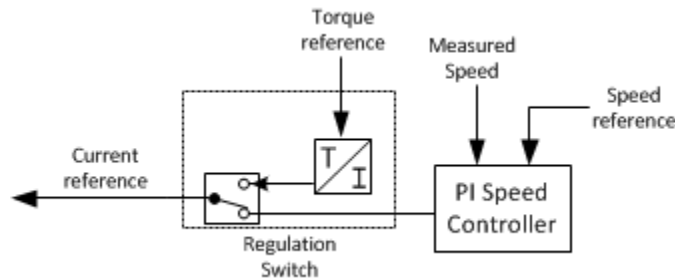 Torque
reference
Measured
Speed
Speed
reference
Current
reference
T
I
PI Speed
Controller
Regulation
Switch